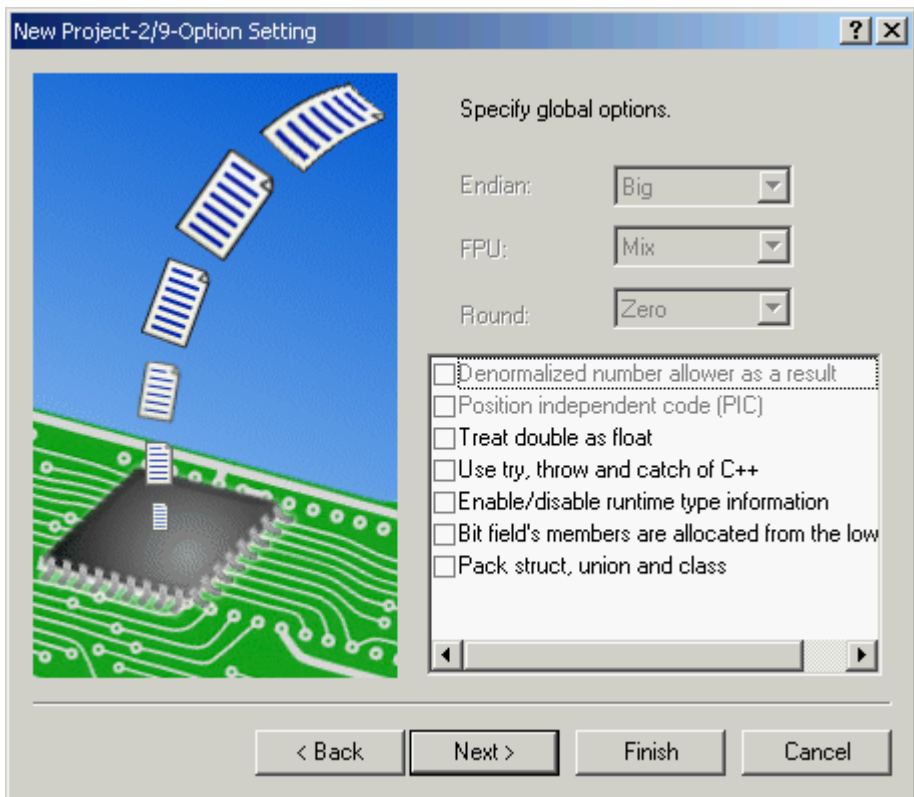 New Project-2/9-Option Setting
Specify global options.
Endian: Big
FPU: Mix
Round: Zero
Denormalized number allower as a result
Position independent code (PIC)
Treat double as float
Use try, throw and catch of C++
Enable/disable runtime type information
Bit field's members are allocated from the low
Pack struct, union and class
< Back Next > Finish Cancel